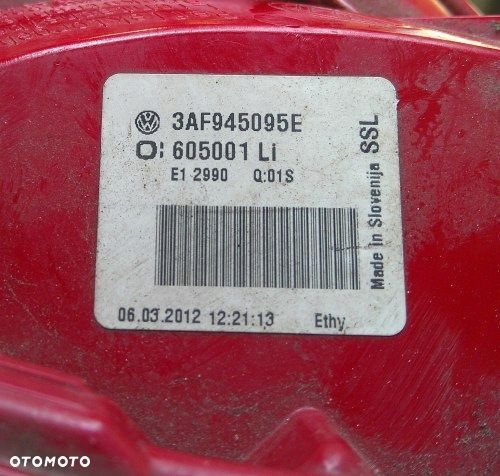 3AF945095E
605001 Li
E1 2990 Q:01S
06.03.2012 12:21:13 Ethy
Made in Slovenija SSL
OTOMOTO